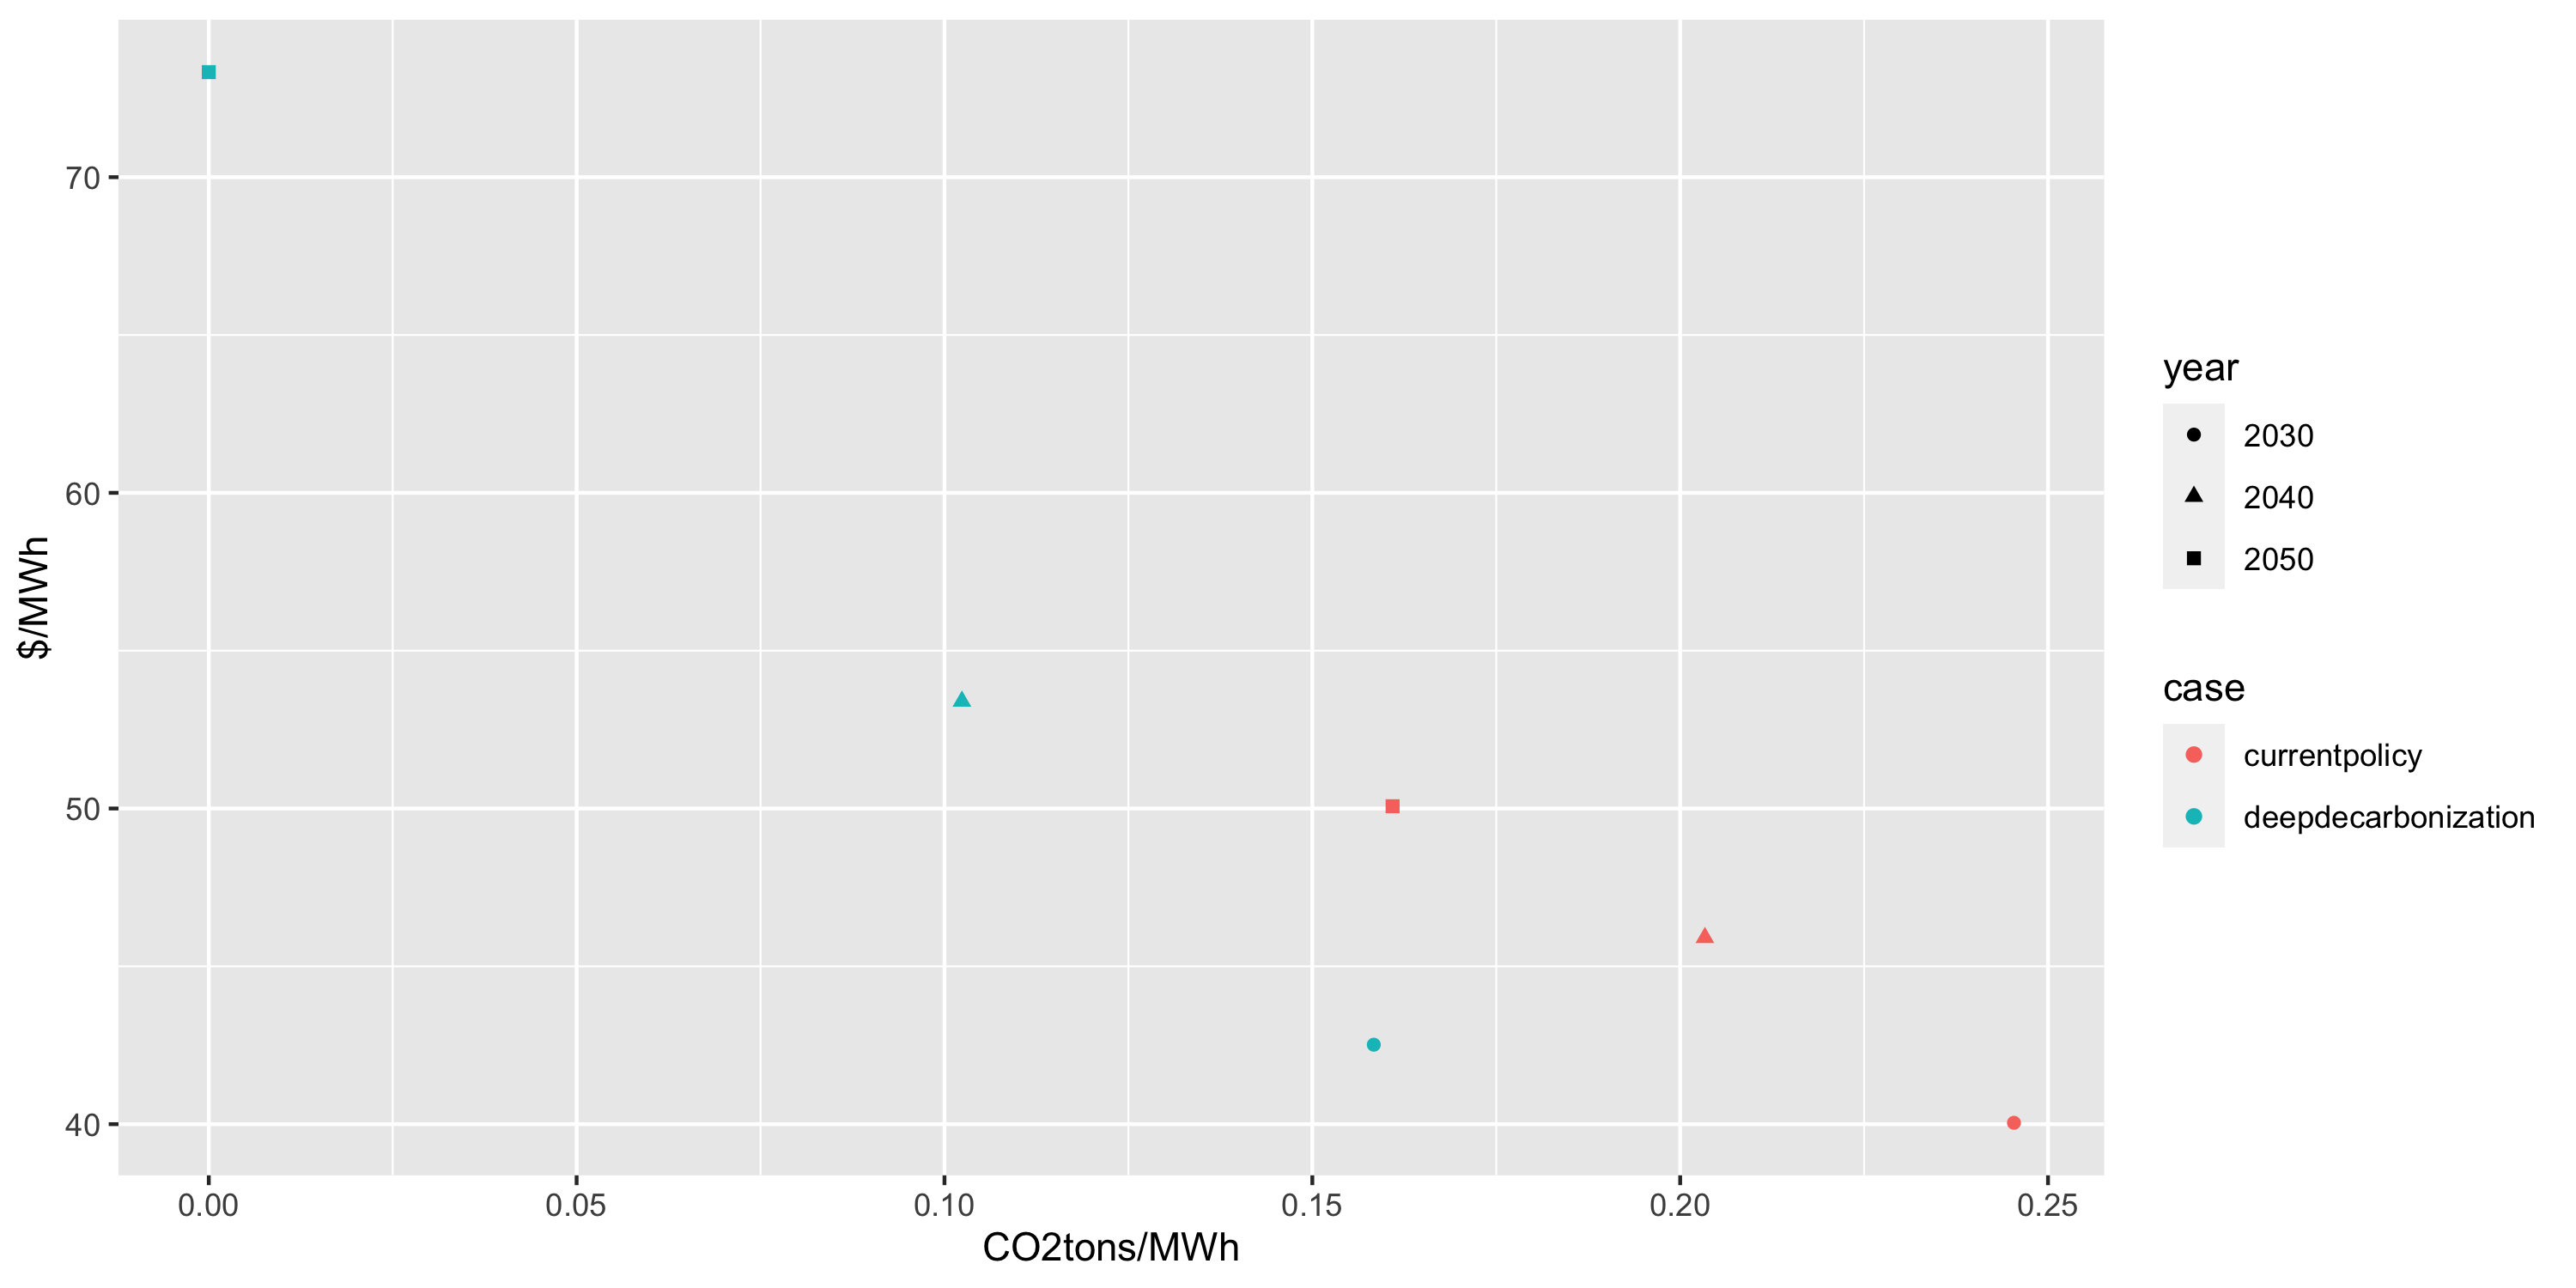 70
60
50
40
$/MWh
0.00 0.05 0.10 0.15 0.20 0.25
CO2tons/MWh
year
2030
2040
2050
case
currentpolicy
deepdecarbonization